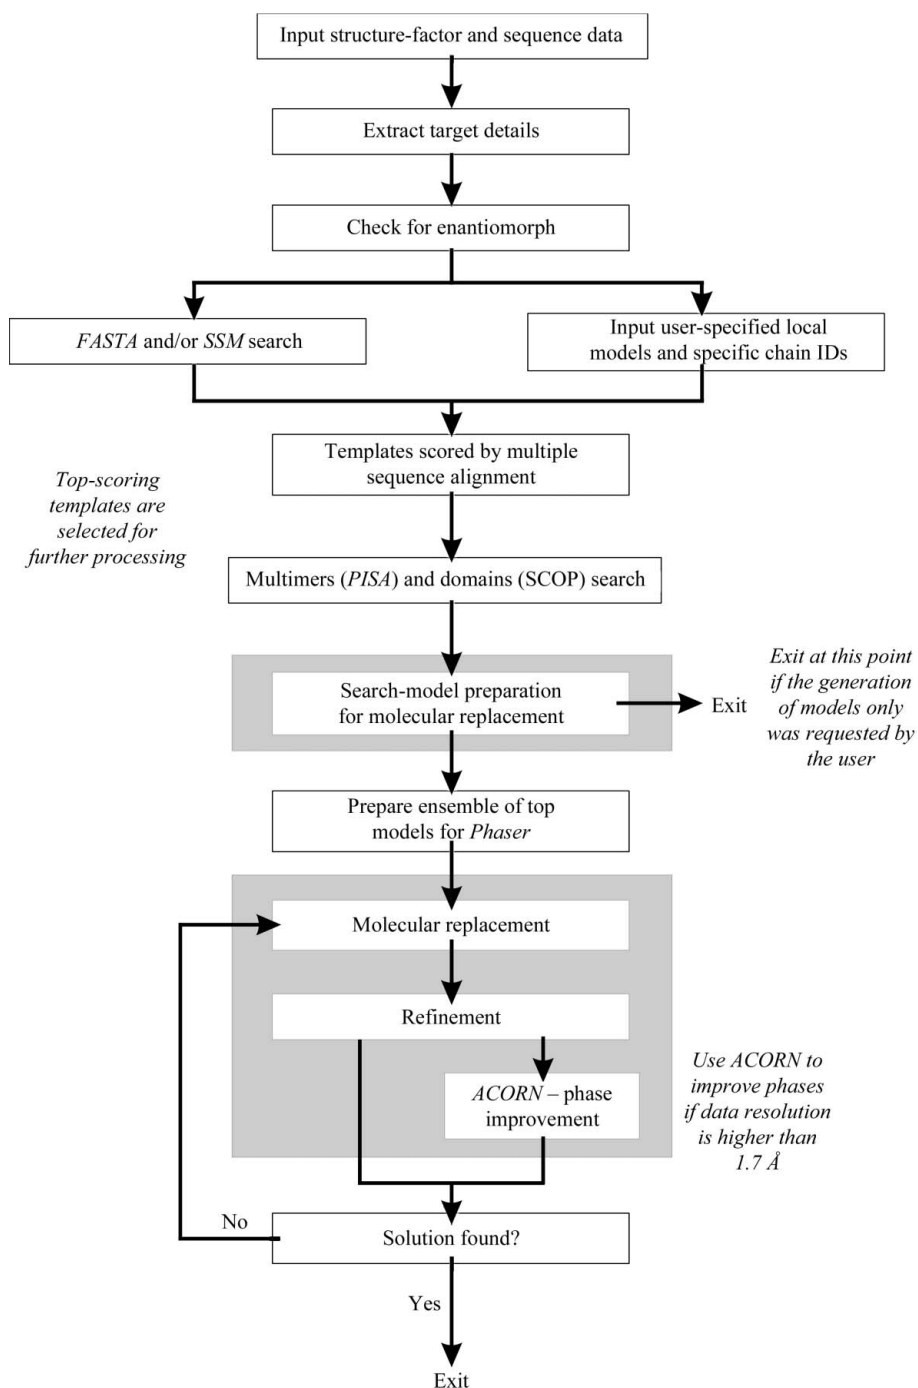 Input structure-factor and sequence data
Extract target details
Check for enantiomorph
FASTA and/or SSM search
Input user-specified local
models and specific chain IDs
Templates scored by multiple
sequence alignment
Top-scoring
templates are
selected for
further processing
Multimers (PISA) and domains (SCOP) search
Search-model preparation
for molecular replacement
Exit
Exit at this point
if the generation
of models only
was requested by
the user
Prepare ensemble of top
models for Phaser
Molecular replacement
Refinement
ACORN – phase
improvement
Use ACORN to
improve phases
if data resolution
is higher than
1.7 Å
No
Solution found?
Yes
Exit